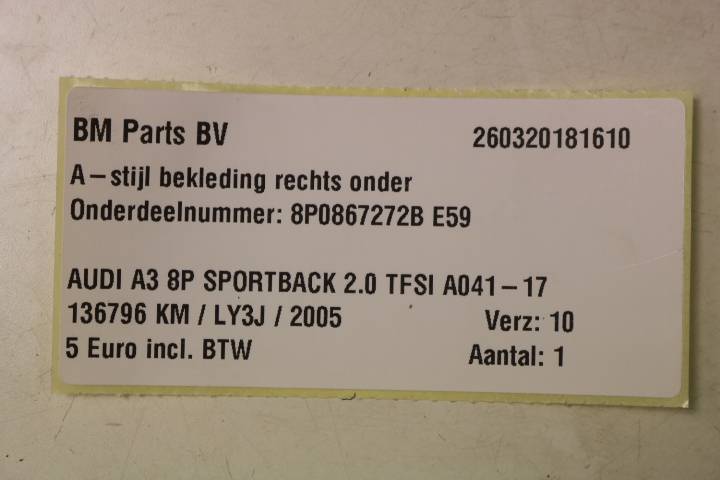 BM Parts BV 260320181610
A-stijl bekleding rechts onder
Onderdeelnummer: 8P0867272B E59
AUDI A3 8P SPORTBACK 2.0 TFSI A041-17
136796 KM / LY3J / 2005 Verz: 10
5 Euro incl. BTW Aantal: 1